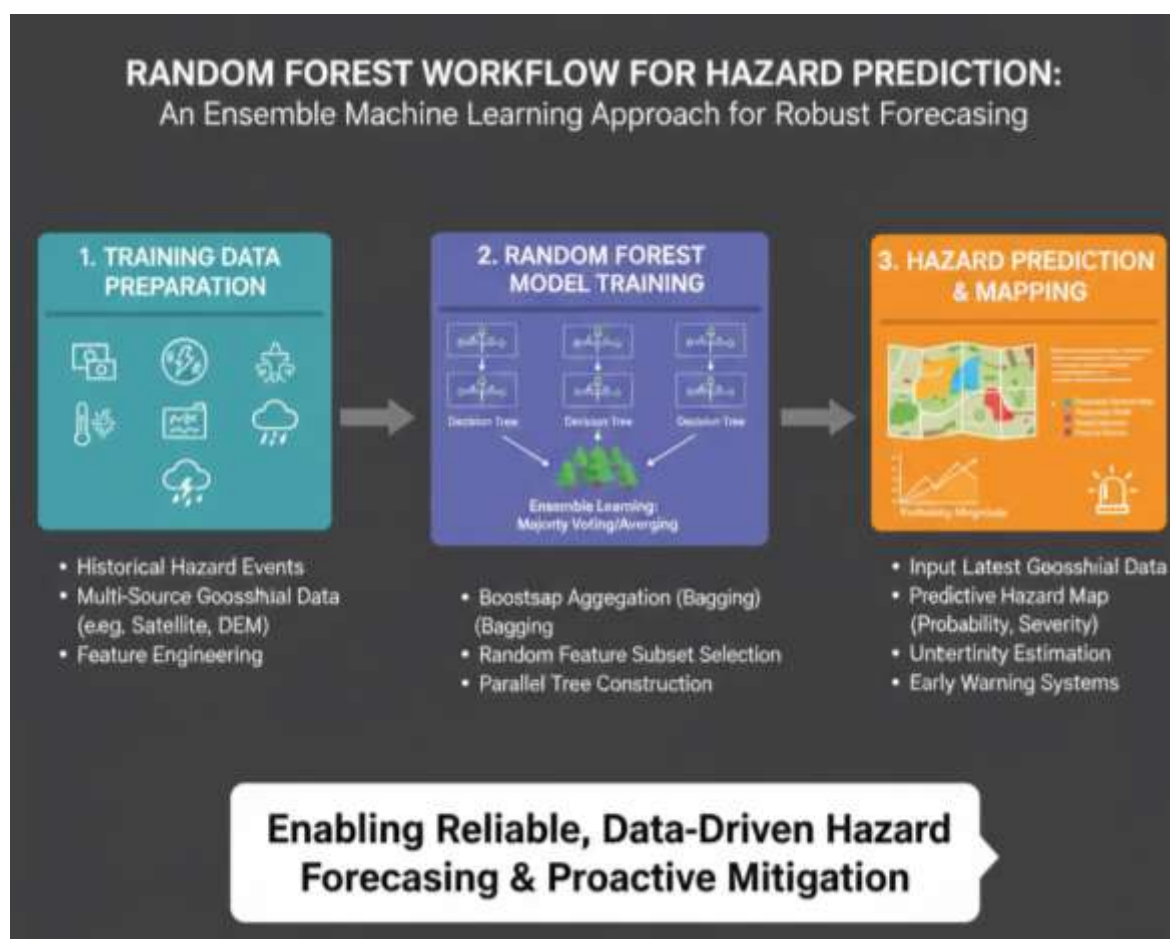 RANDOM FOREST WORKFLOW FOR HAZARD PREDICTION:
An Ensemble Machine Learning Approach for Robust Forecasing
1. TRAINING DATA
PREPARATION
• Historical Hazard Events
• Multi-Source Goosshial Data
(e.eg, Satellite, DEM)
• Feature Engineering
2. RANDOM FOREST
MODEL TRAINING
Decision Tree
Decision Tree
Decision Tree
Ensemble Learning:
Majority Voting/Averging
• Boostsap Aggegation (Bagging)
(Bagging
• Random Feature Subset Selection
• Parallel Tree Construction
3. HAZARD PREDICTION
& MAPPING
• Input Latest Geosshiial Data
• Predictive Hazard Map
(Probability, Severity)
• Untertinity Estimation
• Early Warning Systems
Enabling Reliable, Data-Driven Hazard
Forecasing & Proactive Mitigation